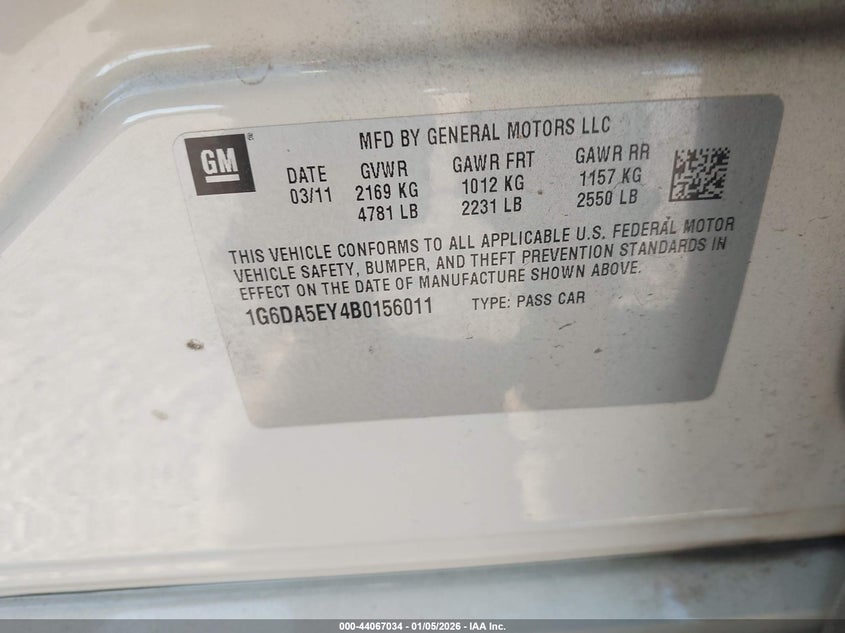 GM
MFD BY GENERAL MOTORS LLC
DATE GVWR GAWR FRT GAWR RR
03/11 2169 KG 1012 KG 1157 KG
4781 LB 2231 LB 2550 LB
THIS VEHICLE CONFORMS TO ALL APPLICABLE U.S. FEDERAL MOTOR
VEHICLE SAFETY, BUMPER, AND THEFT PREVENTION STANDARDS IN
EFFECT ON THE DATE OF MANUFACTURE SHOWN ABOVE.
1G6DA5EY4B0156011 TYPE: PASS CAR
000-44067034 - 01/05/2026 - IAA Inc.